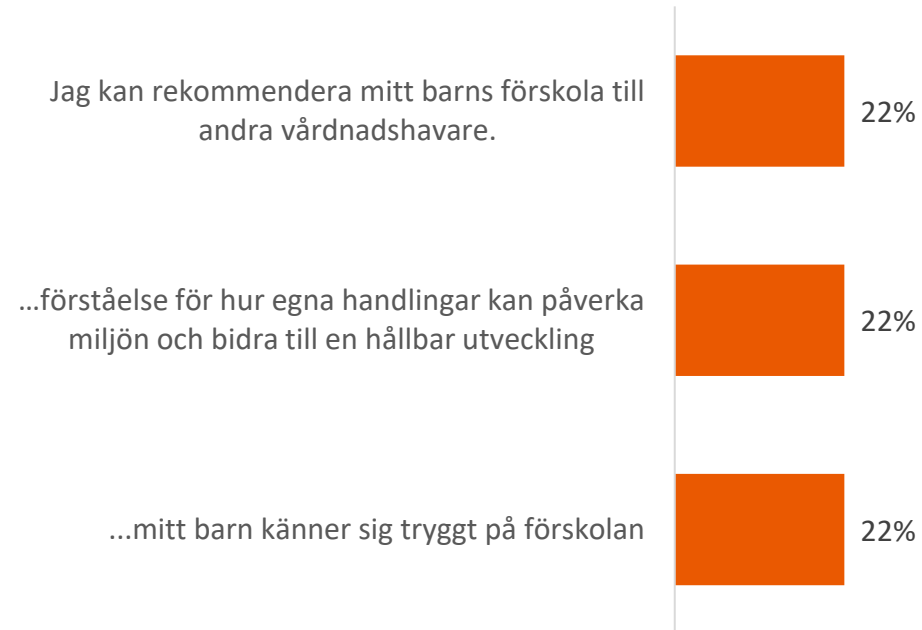 Jag kan rekommendera mitt barns förskola till
andra vårdnadshavare.
22%
...förståelse för hur egna handlingar kan påverka
miljön och bidra till en hållbar utveckling
22%
...mitt barn känner sig tryggt på förskolan
22%